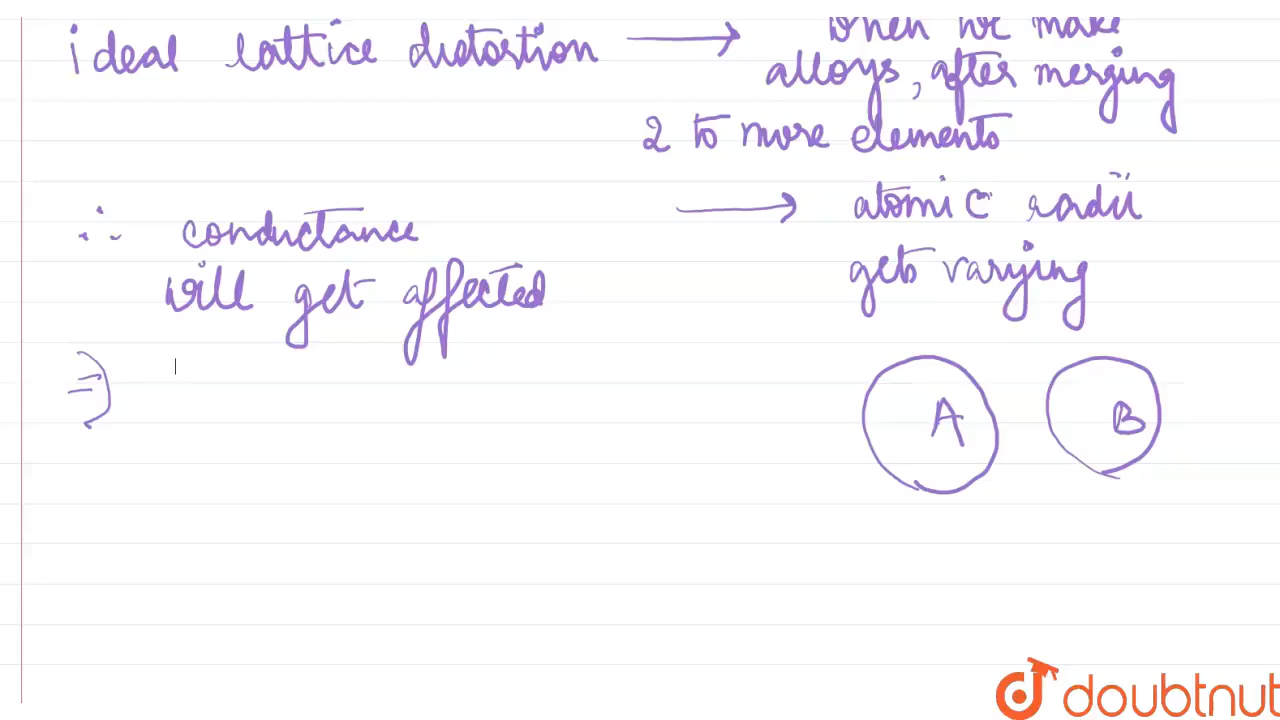 ideal lattice distortion → when we make
alloys, after merging
2 to more elements
∴ conductance → atomic radii
will get affected gets varying
⇒
A B
doubtnut